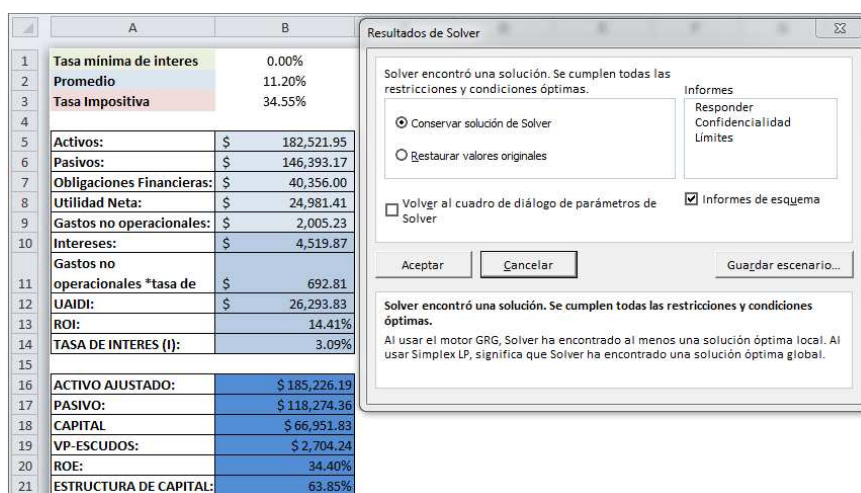 A B
1 Tasa mínima de interes 0.00%
2 Promedio 11.20%
3 Tasa Impositiva 34.55%
4
5 Activos: $ 182,521.95
6 Pasivos: $ 146,393.17
7 Obligaciones Financieras: $ 40,356.00
8 Utilidad Neta: $ 24,981.41
9 Gastos no operacionales: $ 2,005.23
10 Intereses: $ 4,519.87
Gastos no
11 operacionales *tasa de $ 692.81
12 UAIDI: $ 26,293.83
13 ROI: 14.41%
14 TASA DE INTERES (I): 3.09%
15
16 ACTIVO AJUSTADO: $ 185,226.19
17 PASIVO: $ 118,274.36
18 CAPITAL $ 66,951.83
19 VP-ESCUDOS: $ 2,704.24
20 ROE: 34.40%
21 ESTRUCTURA DE CAPITAL: 63.85%
Resultados de Solver
Solver encontró una solución. Se cumplen todas las
restricciones y condiciones óptimas.
Informes
Conservar solución de Solver
Restaurar valores originales
Responder
Confidencialidad
Límites
Volver al cuadro de diálogo de parámetros de
Solver
Informes de esquema
Aceptar Cancelar Guardar escenario...
Solver encontró una solución. Se cumplen todas las restricciones y condiciones
óptimas.
Al usar el motor GRG, Solver ha encontrado al menos una solución óptima local. Al
usar Simplex LP, significa que Solver ha encontrado una solución óptima global.